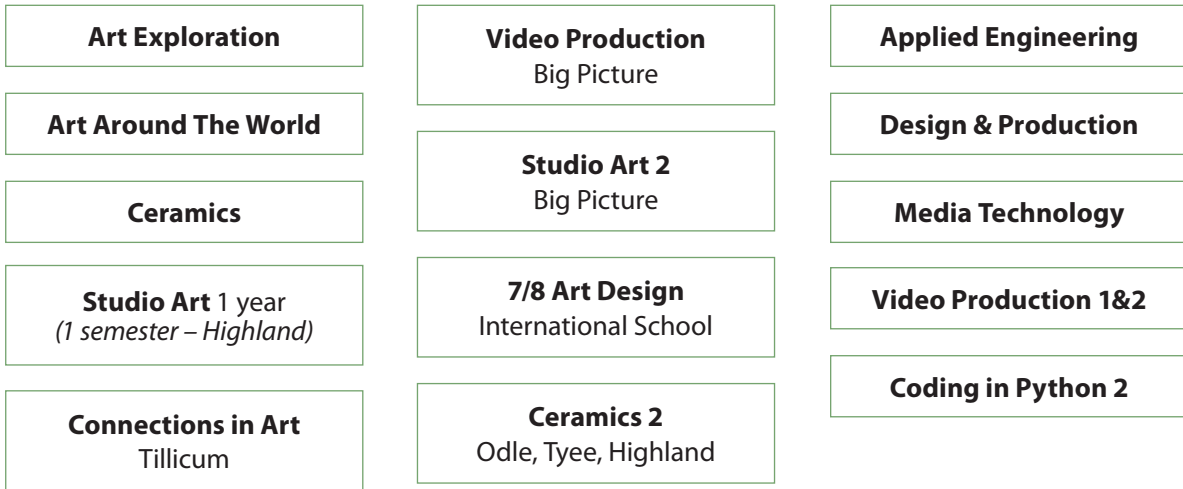 Art Exploration
Art Around The World
Ceramics
Studio Art 1 year
(1 semester – Highland)
Connections in Art
Tillicum
Video Production
Big Picture
Studio Art 2
Big Picture
7/8 Art Design
International School
Ceramics 2
Odle, Tyee, Highland
Applied Engineering
Design & Production
Media Technology
Video Production 1&2
Coding in Python 2